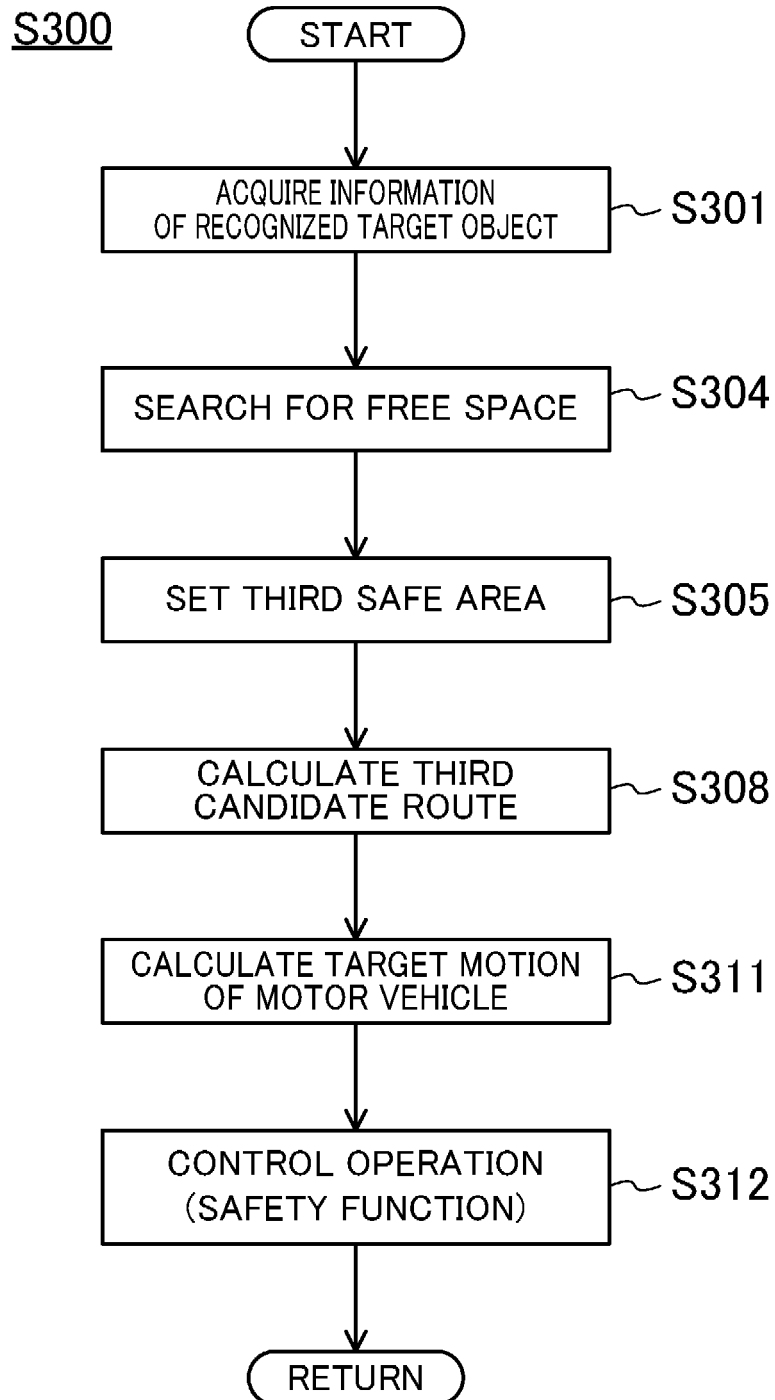 S300
START
ACQUIRE INFORMATION
OF RECOGNIZED TARGET OBJECT
S301
SEARCH FOR FREE SPACE
S304
SET THIRD SAFE AREA
S305
CALCULATE THIRD
CANDIDATE ROUTE
S308
CALCULATE TARGET MOTION
OF MOTOR VEHICLE
S311
CONTROL OPERATION
(SAFETY FUNCTION)
S312
RETURN